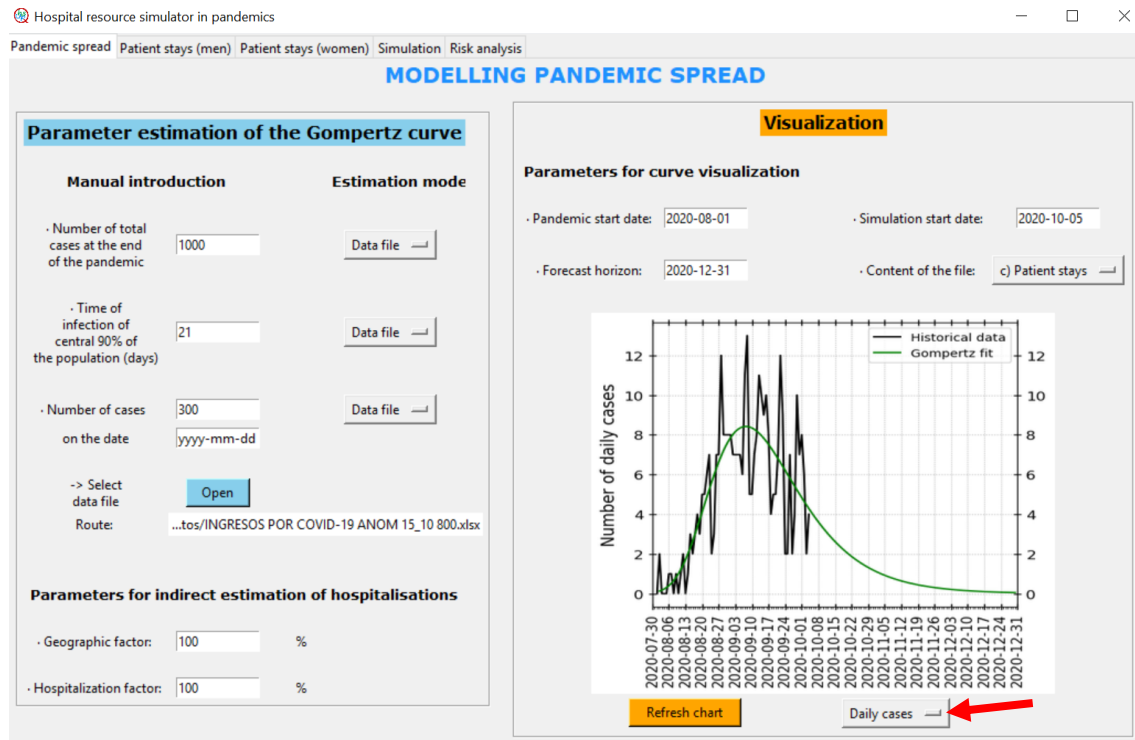 Hospital resource simulator in pandemics
Pandemic spread Patient stays (men) Patient stays (women) Simulation Risk analysis
MODELLING PANDEMIC SPREAD
Parameter estimation of the Gompertz curve
Manual introduction Estimation mode
· Number of total
cases at the end
of the pandemic
1000 Data file
· Time of
infection of
central 90% of
the population (days)
21 Data file
· Number of cases 300 Data file
on the date yyyy-mm-dd
-> Select
data file
Open
Route: ...tos/INGRESOS POR COVID-19 ANOM 15_10 800.xlsx
Parameters for indirect estimation of hospitalisations
· Geographic factor: 100 %
· Hospitalization factor: 100 %
Visualization
Parameters for curve visualization
· Pandemic start date: 2020-08-01 · Simulation start date: 2020-10-05
· Forecast horizon: 2020-12-31 · Content of the file: c) Patient stays
Historical data
Gompertz fit
Number of daily cases
12 12
10 10
8 8
6 6
4 4
2 2
0 0
2020-07-30
2020-08-06
2020-08-13
2020-08-20
2020-08-27
2020-09-03
2020-09-10
2020-09-17
2020-09-24
2020-10-01
2020-10-08
2020-10-15
2020-10-22
2020-10-29
2020-11-05
2020-11-12
2020-11-19
2020-11-26
2020-12-03
2020-12-10
2020-12-17
2020-12-24
2020-12-31
Refresh chart Daily cases